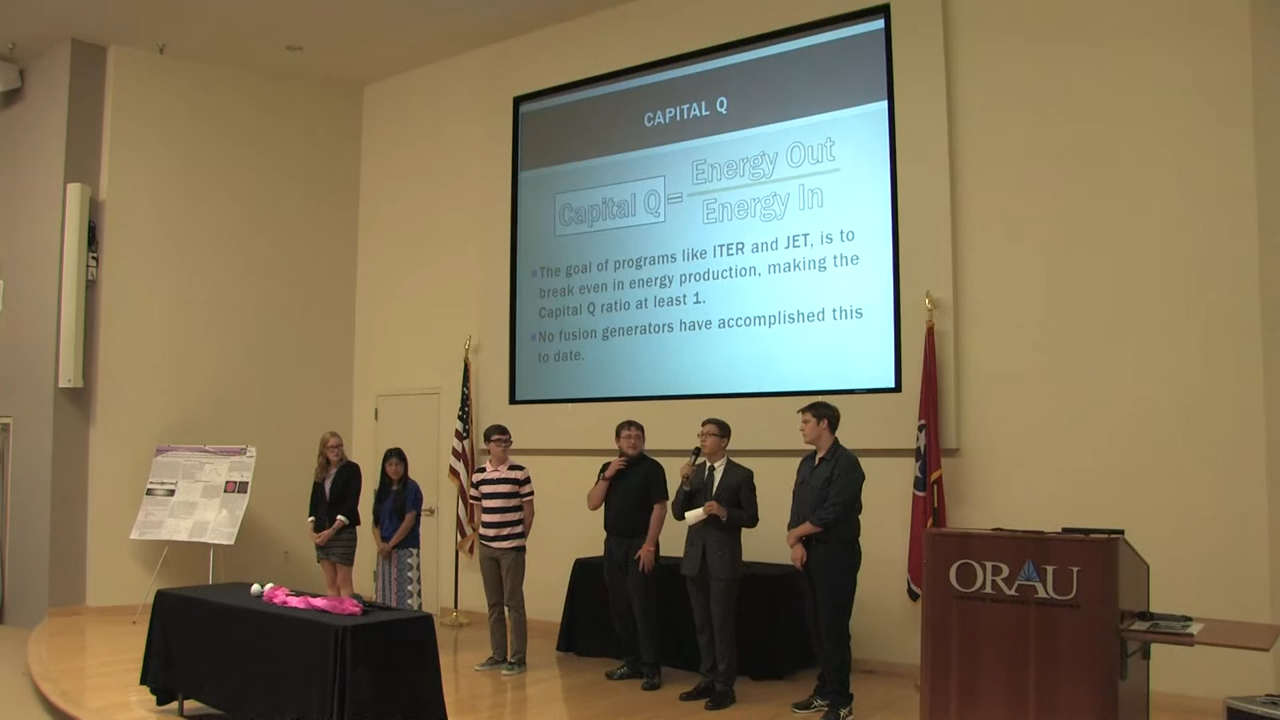 CAPITAL Q
Capital Q = Energy Out
Energy In
The goal of programs like ITER and JET, is to
break even in energy production, making the
Capital Q ratio at least 1.
No fusion generators have accomplished this
to date.
ORAU